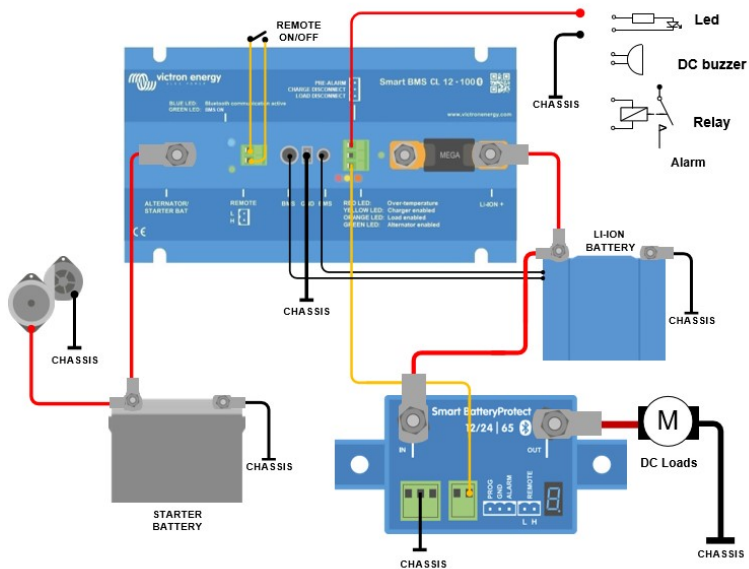 REMOTE
ON/OFF
Led
DC buzzer
CHASSIS
Relay
Alarm
victron energy
BLUE POWER
BLUE LED: Bluetooth communication active
GREEN LED: BMS ON
PRE-ALARM
CHARGE DISCONNECT
LOAD DISCONNECT
Smart BMS CL 12-100
www.victronenergy.com
MEGA
ALTERNATOR/
STARTER BAT
REMOTE
L
H
BMS
GND
BMS
RED LED: Over-temperature
YELLOW LED: Charger enabled
ORANGE LED: Load enabled
GREEN LED: Alternator enabled
LI-ION +
CE
LI-ION
BATTERY
CHASSIS
CHASSIS
CHASSIS
Smart BatteryProtect
12/24 | 65
IN
OUT
M
DC Loads
PROG
GND
ALARM
REMOTE
L H
8
CHASSIS
STARTER
BATTERY
CHASSIS
CHASSIS